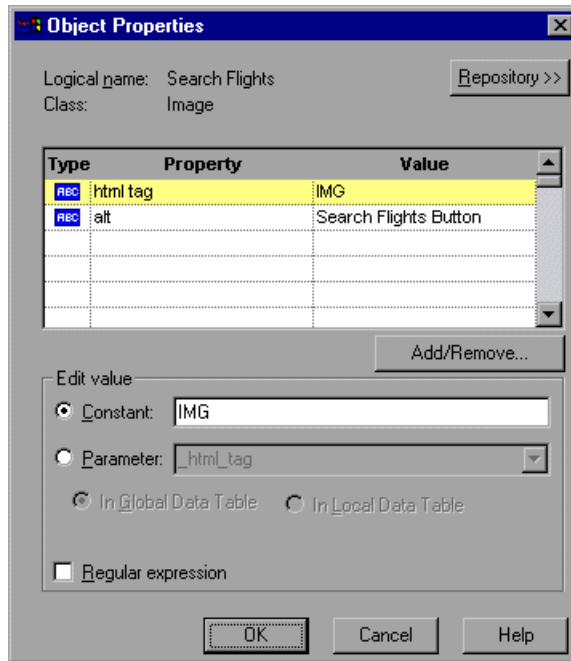 Object Properties
Logical name: Search Flights
Repository >>
Class: Image
Type Property Value
ABC html tag IMG
ABC alt Search Flights Button
Add/Remove...
Edit value
Constant: IMG
Parameter: _html_tag
In Global Data Table In Local Data Table
Regular expression
OK Cancel Help